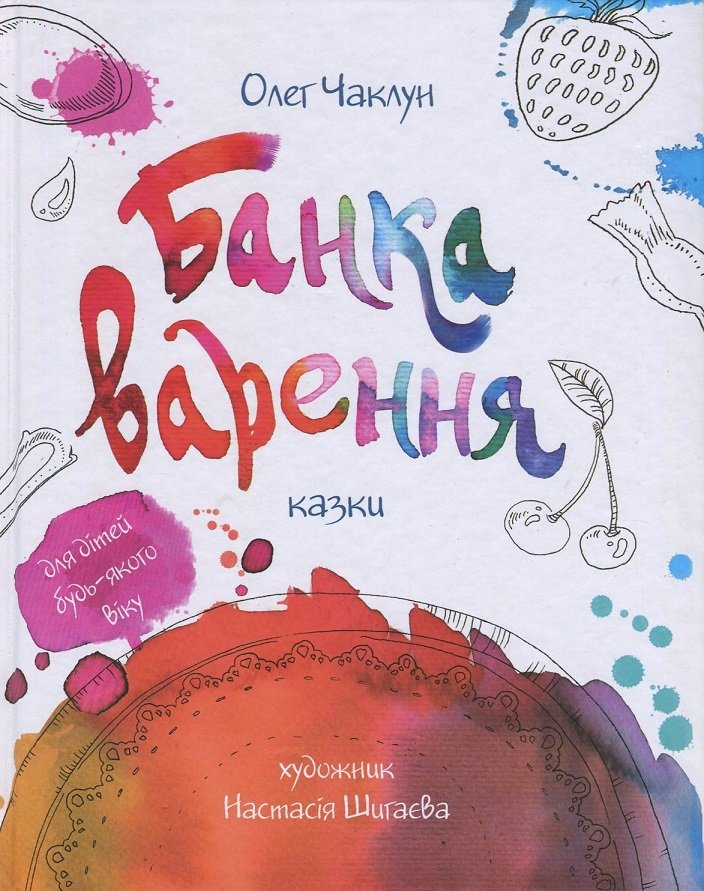 Олег Чаклун
Банка
варення
казки
для дітей
будь-якого
віку
художник
Настасія Шигаєва